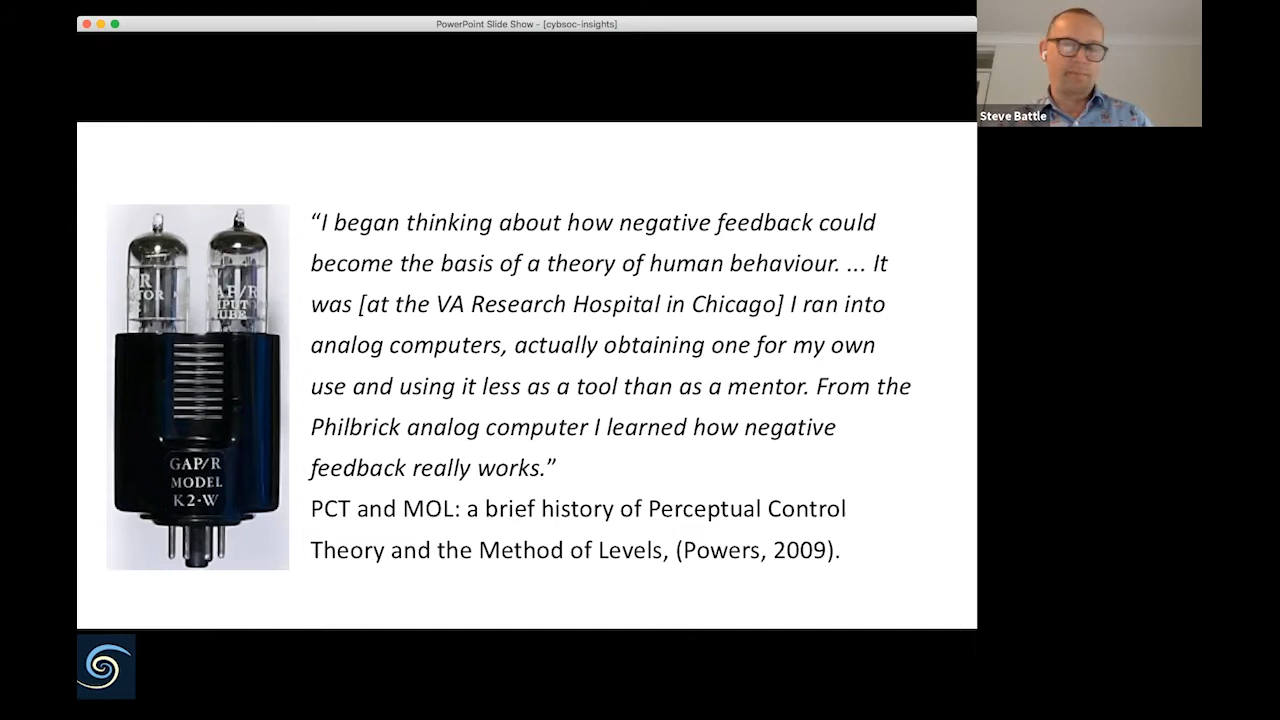 PowerPoint Slide Show - [cybsoc-insights]
Steve Battle
“I began thinking about how negative feedback could
become the basis of a theory of human behaviour. ... It
was [at the VA Research Hospital in Chicago] I ran into
analog computers, actually obtaining one for my own
use and using it less as a tool than as a mentor. From the
Philbrick analog computer I learned how negative
feedback really works.”
PCT and MOL: a brief history of Perceptual Control
Theory and the Method of Levels, (Powers, 2009).
GAP/R
MODEL
K2-W